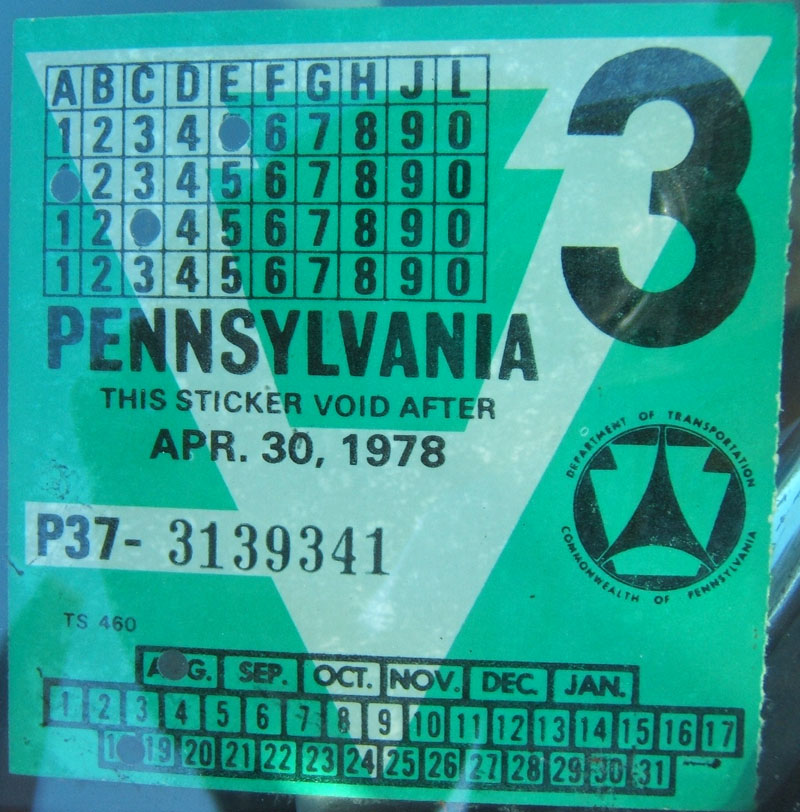 A B C D E F G H J L
3
1 2 3 4 6 7 8 9 0
2 3 4 5 6 7 8 9 0
1 2 4 5 6 7 8 9 0
1 2 3 4 5 6 7 8 9 0
PENNSYLVANIA
THIS STICKER VOID AFTER
APR. 30, 1978
DEPARTMENT OF TRANSPORTATION
COMMONWEALTH OF PENNSYLVANIA
P37- 3139341
TS 460
AUG. SEP. OCT. NOV. DEC. JAN.
1 2 3 4 5 6 7 8 9 10 11 12 13 14 15 16 17
19 20 21 22 23 24 25 26 27 28 29 30 31